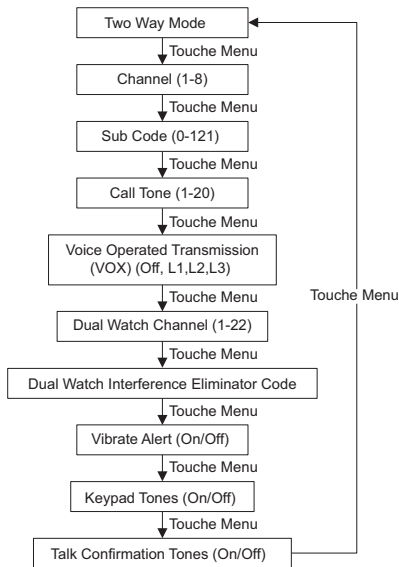 Two Way Mode
Touche Menu
Channel (1-8)
Touche Menu
Sub Code (0-121)
Touche Menu
Call Tone (1-20)
Touche Menu
Voice Operated Transmission
(VOX) (Off, L1,L2,L3)
Touche Menu
Touche Menu
Dual Watch Channel (1-22)
Touche Menu
Dual Watch Interference Eliminator Code
Touche Menu
Vibrate Alert (On/Off)
Touche Menu
Keypad Tones (On/Off)
Touche Menu
Talk Confirmation Tones (On/Off)